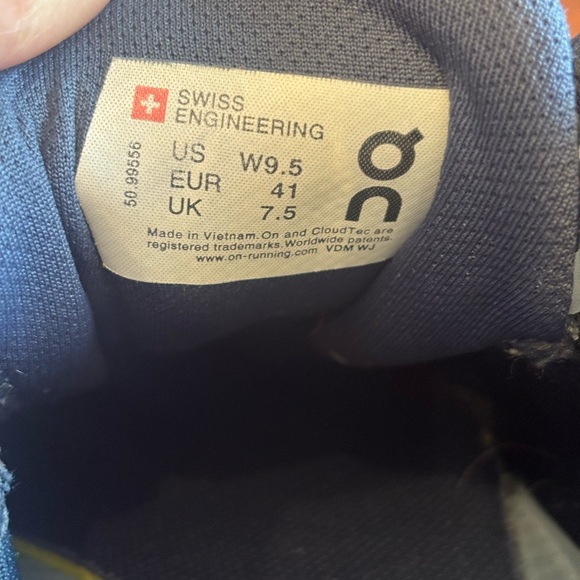 SWISS
ENGINEERING
50.99556
US W9.5
EUR 41
UK 7.5
Made in Vietnam.On and CloudTec are
registered trademarks.Worldwide patents.
www.on-running.com VDM WJ